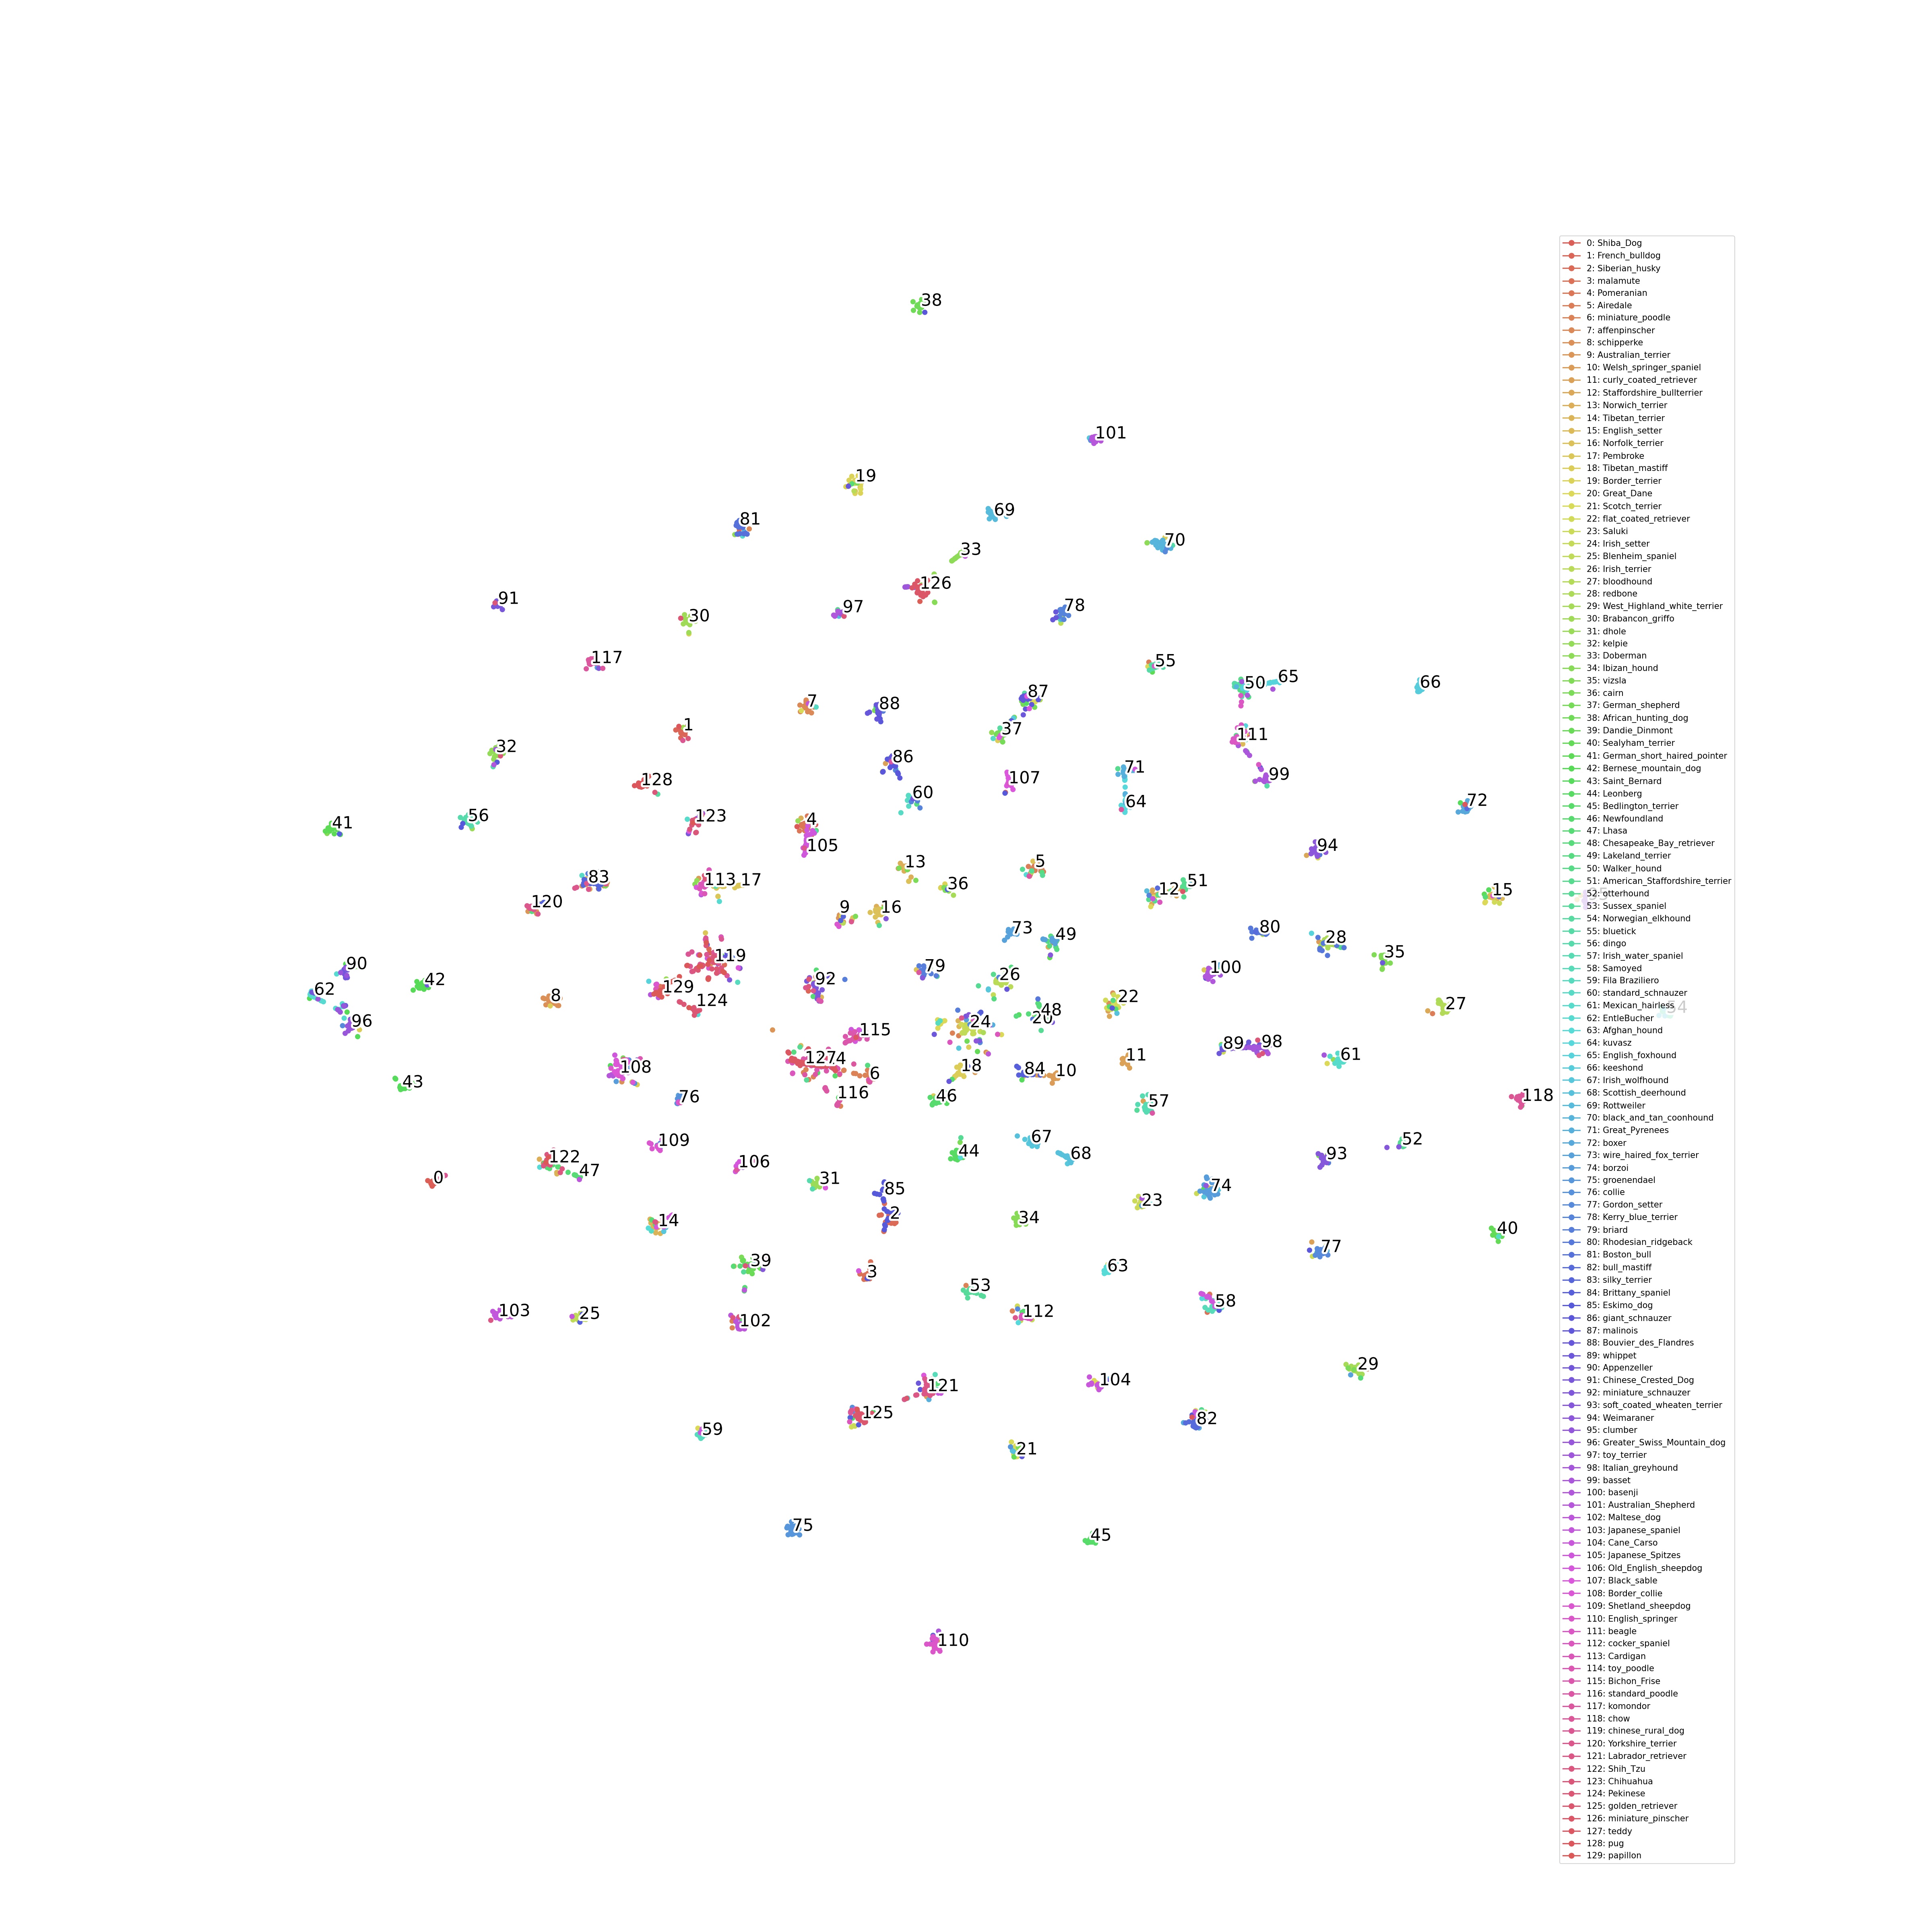 38
101
19
69
81
33
70
126
91
97
78
30
117
55
50
65
66
87
7
88
1
37
111
32
86
107
71
99
128
60
64
72
56
123
4
41
105
94
13
5
83
113
17
36
12
51
15
95
120
9
16
73
49
80
28
119
35
90
79
100
42
26
92
62
129
8
124
22
27
54
48
20
96
24
115
89
98
127
4
11
61
108
18
84
10
6
43
76
116
46
57
118
109
67
52
44
68
106
93
122
47
0
31
85
74
23
2
14
34
40
77
39
63
3
53
58
103
25
102
112
29
104
121
125
82
59
21
75
45
110
0: Shiba_Dog
1: French_bulldog
2: Siberian_husky
3: malamute
4: Pomeranian
5: Airedale
6: miniature_poodle
7: affenpinscher
8: schipperke
9: Australian_terrier
10: Welsh_springer_spaniel
11: curly_coated_retriever
12: Staffordshire_bullterrier
13: Norwich_terrier
14: Tibetan_terrier
15: English_setter
16: Norfolk_terrier
17: Pembroke
18: Tibetan_mastiff
19: Border_terrier
20: Great_Dane
21: Scotch_terrier
22: flat_coated_retriever
23: Saluki
24: Irish_setter
25: Blenheim_spaniel
26: Irish_terrier
27: bloodhound
28: redbone
29: West_Highland_white_terrier
30: Brabancon_griffo
31: dhole
32: kelpie
33: Doberman
34: Ibizan_hound
35: vizsla
36: cairn
37: German_shepherd
38: African_hunting_dog
39: Dandie_Dinmont
40: Sealyham_terrier
41: German_short_haired_pointer
42: Bernese_mountain_dog
43: Saint_Bernard
44: Leonberg
45: Bedlington_terrier
46: Newfoundland
47: Lhasa
48: Chesapeake_Bay_retriever
49: Lakeland_terrier
50: Walker_hound
51: American_Staffordshire_terrier
52: otterhound
53: Sussex_spaniel
54: Norwegian_elkhound
55: bluetick
56: dingo
57: Irish_water_spaniel
58: Samoyed
59: Fila Braziliero
60: standard_schnauzer
61: Mexican_hairless
62: EntleBucher
63: Afghan_hound
64: kuvasz
65: English_foxhound
66: keeshond
67: Irish_wolfhound
68: Scottish_deerhound
69: Rottweiler
70: black_and_tan_coonhound
71: Great_Pyrenees
72: boxer
73: wire_haired_fox_terrier
74: borzoi
75: groenendael
76: collie
77: Gordon_setter
78: Kerry_blue_terrier
79: briard
80: Rhodesian_ridgeback
81: Boston_bull
82: bull_mastiff
83: silky_terrier
84: Brittany_spaniel
85: Eskimo_dog
86: giant_schnauzer
87: malinois
88: Bouvier_des_Flandres
89: whippet
90: Appenzeller
91: Chinese_Crested_Dog
92: miniature_schnauzer
93: soft_coated_wheaten_terrier
94: Weimaraner
95: clumber
96: Greater_Swiss_Mountain_dog
97: toy_terrier
98: Italian_greyhound
99: basset
100: basenji
101: Australian_Shepherd
102: Maltese_dog
103: Japanese_spaniel
104: Cane_Carso
105: Japanese_Spitzes
106: Old_English_sheepdog
107: Black_sable
108: Border_collie
109: Shetland_sheepdog
110: English_springer
111: beagle
112: cocker_spaniel
113: Cardigan
114: toy_poodle
115: Bichon_Frise
116: standard_poodle
117: komondor
118: chow
119: chinese_rural_dog
120: Yorkshire_terrier
121: Labrador_retriever
122: Shih_Tzu
123: Chihuahua
124: Pekinese
125: golden_retriever
126: miniature_pinscher
127: teddy
128: pug
129: papillon